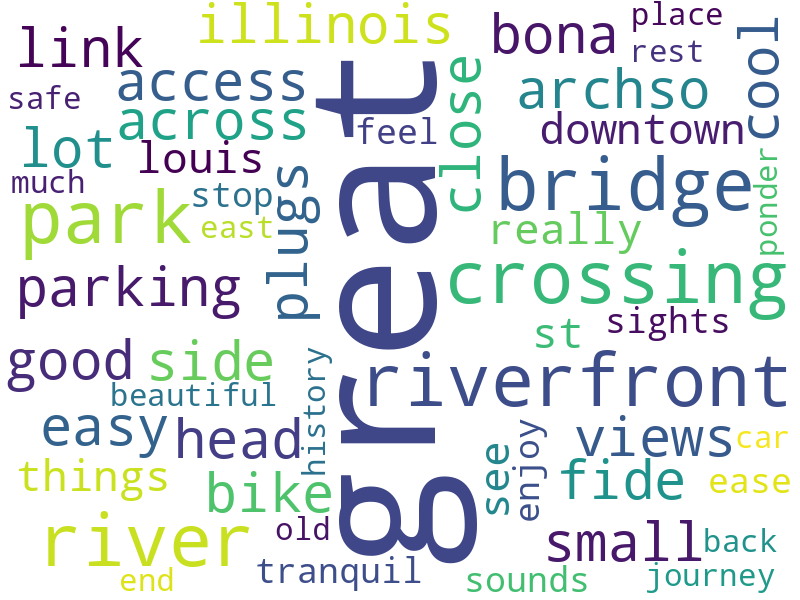 illinois
link
bona
place
rest
cool
safe
access
archso
across
close
feel
downtown
lot
louis
much
stop
plugs
bridge
ponder
park
east
great
really
parking
crossing
sights
st
good
side
riverfront
beautiful
history
easy
head
views
car
things
bike
see
enjoy
fide
ease
river
old
small
back
end
tranquil
sounds
journey